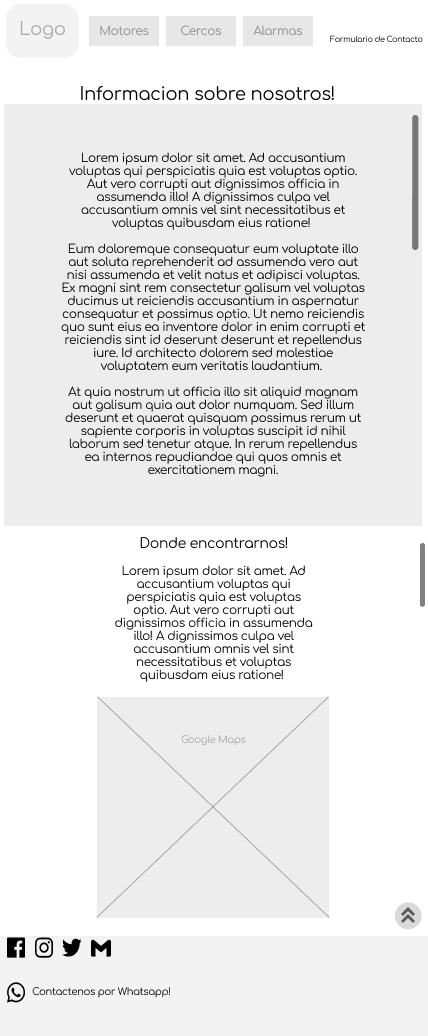 Logo
Motores
Cercos
Alarmas
Formulario de Contacto
Informacion sobre nosotros!
Lorem ipsum dolor sit amet. Ad accusantium
voluptas qui perspiciatis quia est voluptas optio.
Aut vero corrupti aut dignissimos officia in
assumenda illo! A dignissimos culpa vel
accusantium omnis vel sint necessitatibus et
voluptas quibusdam eius ratione!
Eum doloremque consequatur eum voluptate illo
aut soluta reprehenderit ad assumenda vero aut
nisi assumenda et velit natus et adipisci voluptas.
Ex magni sint rem consectetur galisum vel voluptas
ducimus ut reiciendis accusantium in aspernatur
consequatur et possimus optio. Ut nemo reiciendis
quo sunt eius ea inventore dolor in enim corrupti et
reiciendis sint id deserunt deserunt et repellendus
iure. Id architecto dolorem sed molestiae
voluptatem eum veritatis laudantium.
At quia nostrum ut officia illo sit aliquid magnam
aut galisum quia aut dolor numquam. Sed illum
deserunt et quaerat quisquam possimus rerum ut
sapiente corporis in voluptas suscipit id nihil
laborum sed tenetur atque. In rerum repellendus
ea internos repudiandae qui quos omnis et
exercitationem magni.
Donde encontrarnos!
Lorem ipsum dolor sit amet. Ad
accusantium voluptas qui
perspiciatis quia est voluptas
optio. Aut vero corrupti aut
dignissimos officia in assumenda
illo! A dignissimos culpa vel
accusantium omnis vel sint
necessitatibus et voluptas
quibusdam eius ratione!
Google Maps
Contactenos por Whatsapp!